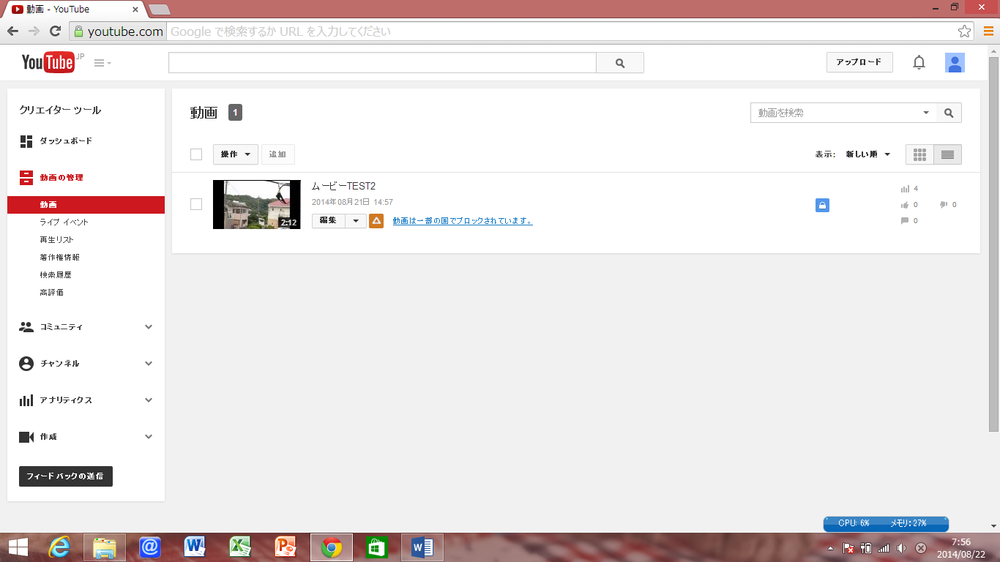 動画 - YouTube
youtube.com
Google で検索するか URL を入力してください
YouTube JP
アップロード
クリエイター ツール
ダッシュボード
動画の管理
動画
ライブ イベント
再生リスト
著作権情報
検索履歴
高評価
コミュニティ
チャンネル
アナリティクス
作成
フィードバックの送信
動画 1
動画を検索
操作
追加
表示:
新しい順
2:12
ムービーTEST2
2014年08月21日 14:57
編集
動画は一部の国でブロックされています。
4
0
0
0
CPU: 6% メモリ: 27%
7:56
2014/08/22